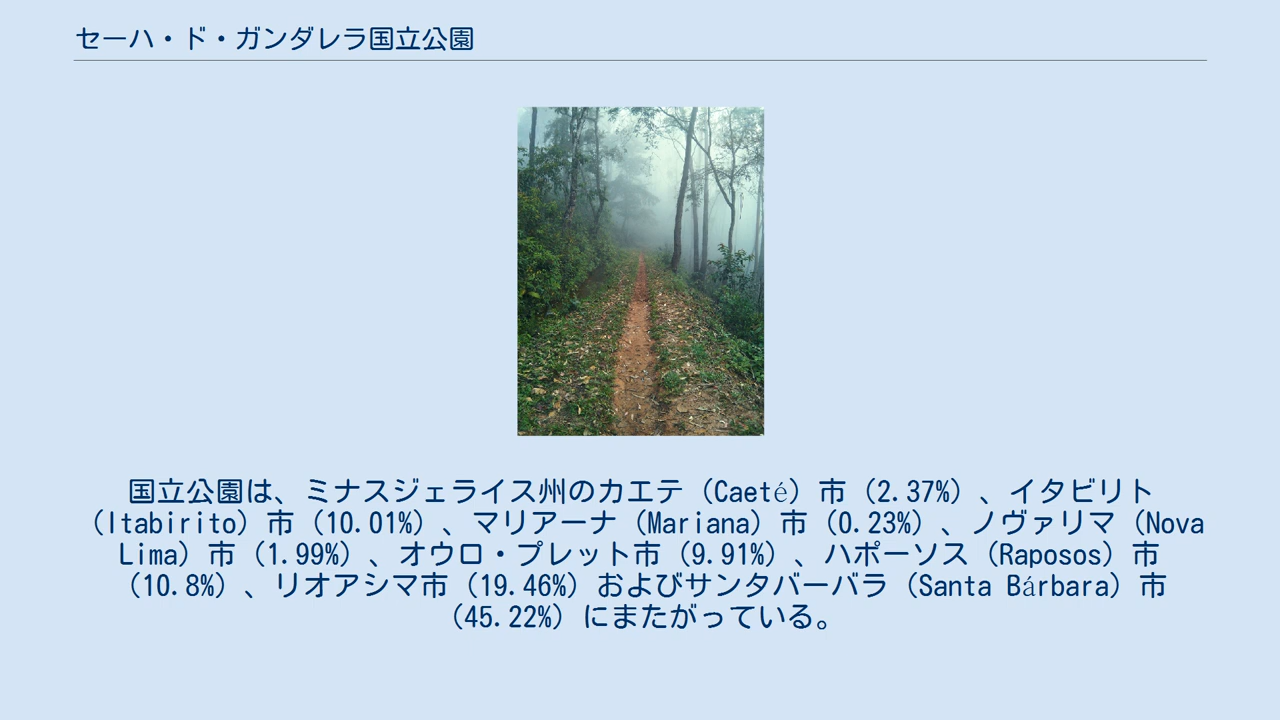 セーハ・ド・ガンダレラ国立公園
国立公園は、ミナスジェライス州のカエテ（Caeté）市（2.37%）、イタビリト
（Itabirito）市（10.01%）、マリアーナ（Mariana）市（0.23%）、ノヴァリマ（Nova
Lima）市（1.99%）、オウロ・プレット市（9.91%）、ハポーソス（Raposos）市
（10.8%）、リオアシマ市（19.46%）およびサンタバーバラ（Santa Bárbara）市
（45.22%）にまたがっている。